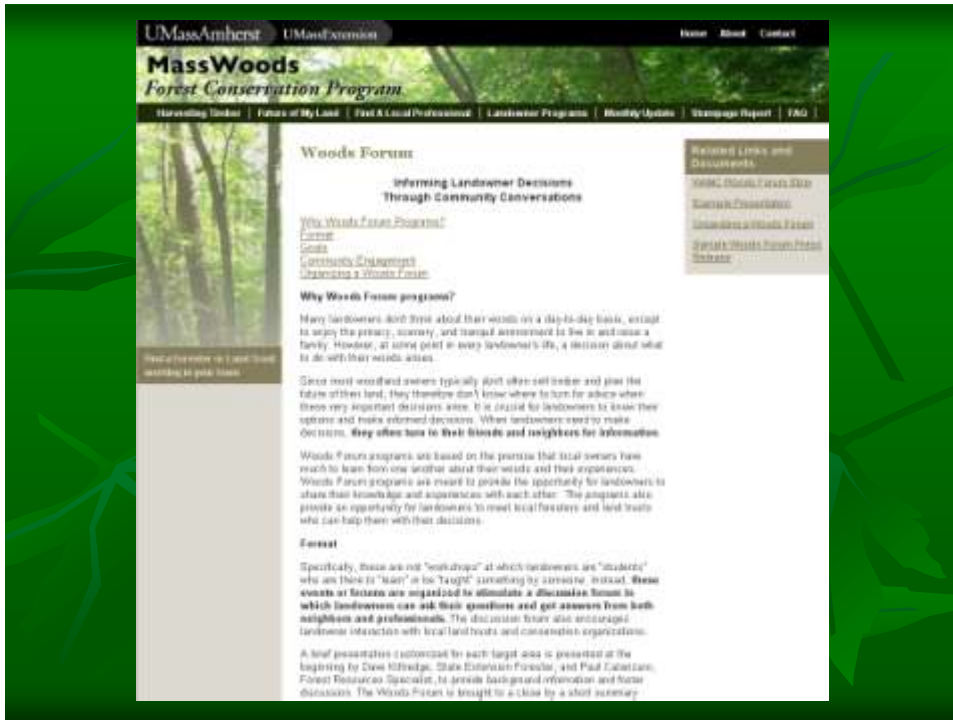 UMassAmherst UMassExtension Home About Contact
MassWoods
Forest Conservation Program
Harvesting Timber | Future of My Land | Find A Local Professional | Landowner Programs | Monthly Update | Stumpage Report | FAQ |
Woods Forum
Informing Landowner Decisions
Through Community Conversations
Why Woods Forum Programs?
Format
Goals
Community Engagement
Organizing a Woods Forum
Why Woods Forum programs?
Many landowners don't think about their woods on a day-to-day basis, except
to enjoy the privacy, scenery, and tranquil environment to live in and raise a
family. However, at some point in every landowner's life, a decision about what
to do with their woods arises.
Since most woodland owners typically don't often sell timber and plan the
future of their land, they therefore don't know where to turn for advice when
these very important decisions arise. It is crucial for landowners to know their
options and make informed decisions. When landowners need to make
decisions, they often turn to their friends and neighbors for information.
Woods Forum programs are based on the premise that local owners have
much to learn from one another about their woods and their experiences.
Woods Forum programs are meant to provide the opportunity for landowners to
share their knowledge and experiences with each other. The programs also
provide an opportunity for landowners to meet local foresters and land trusts
who can help them with their decisions.
Format
Specifically, these are not "workshops" at which landowners are "students"
who are there to "learn" or be "taught" something by someone. Instead, these
events or forums are organized to stimulate a discussion forum in
which landowners can ask their questions and get answers from both
neighbors and professionals. The discussion forum also encourages
landowner interaction with local land trusts and conservation organizations.
A brief presentation customized for each target area is presented at the
beginning by Dave Kittredge, State Extension Forester, and Paul Catanzaro,
Forest Resources Specialist, to provide background information and foster
discussion. The Woods Forum is brought to a close by a short summary
Find a Forester or Land Trust
working in your town
Related Links and
Documents
Woods Forum
Example Presentation
Organizing a Woods Forum
Sample Woods Forum Press
Release